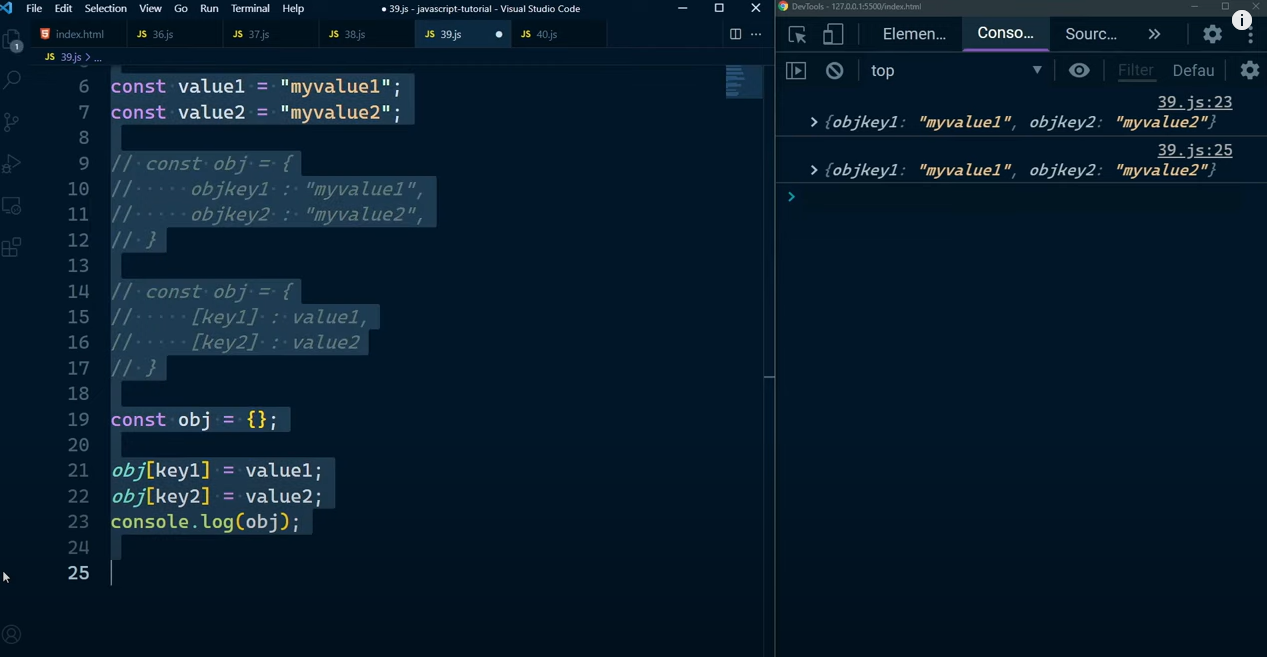 File Edit Selection View Go Run Terminal Help
● 39.js - javascript-tutorial - Visual Studio Code
index.html
JS 36.js
JS 37.js
JS 38.js
JS 39.js
JS 40.js
JS 39.js > ...
1
6 const value1 = "myvalue1";
7 const value2 = "myvalue2";
8
9 // const obj = {
10 //     objkey1 : "myvalue1",
11 //     objkey2 : "myvalue2",
12 // }
13
14 // const obj = {
15 //     [key1] : value1,
16 //     [key2] : value2
17 // }
18
19 const obj = {};
20
21 obj[key1] = value1;
22 obj[key2] = value2;
23 console.log(obj);
24
25
DevTools - 127.0.0.1:5500/index.html
Elemen... Conso... Sourc... »
top Filter Defau
39.js:23
{objkey1: "myvalue1", objkey2: "myvalue2"}
39.js:25
{objkey1: "myvalue1", objkey2: "myvalue2"}